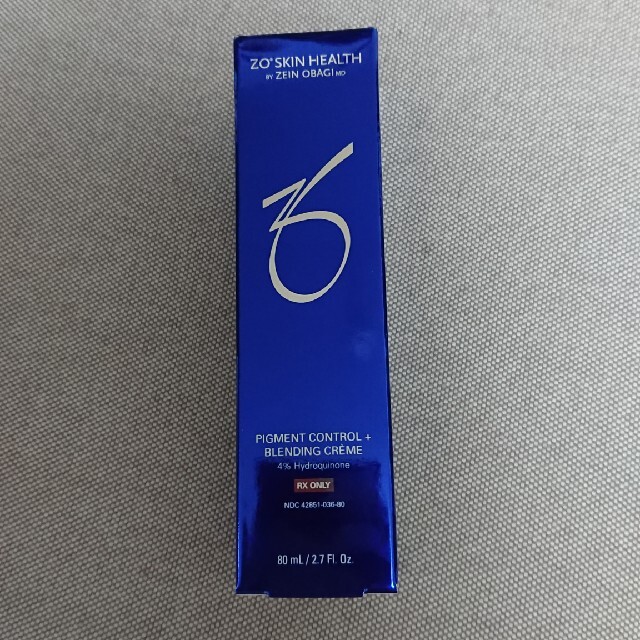 ZO® SKIN HEALTH
BY ZEIN OBAGI MD
PIGMENT CONTROL +
BLENDING CRÈME
4% Hydroquinone
RX ONLY
NDC 42851-036-80
80 mL / 2.7 Fl. Oz.